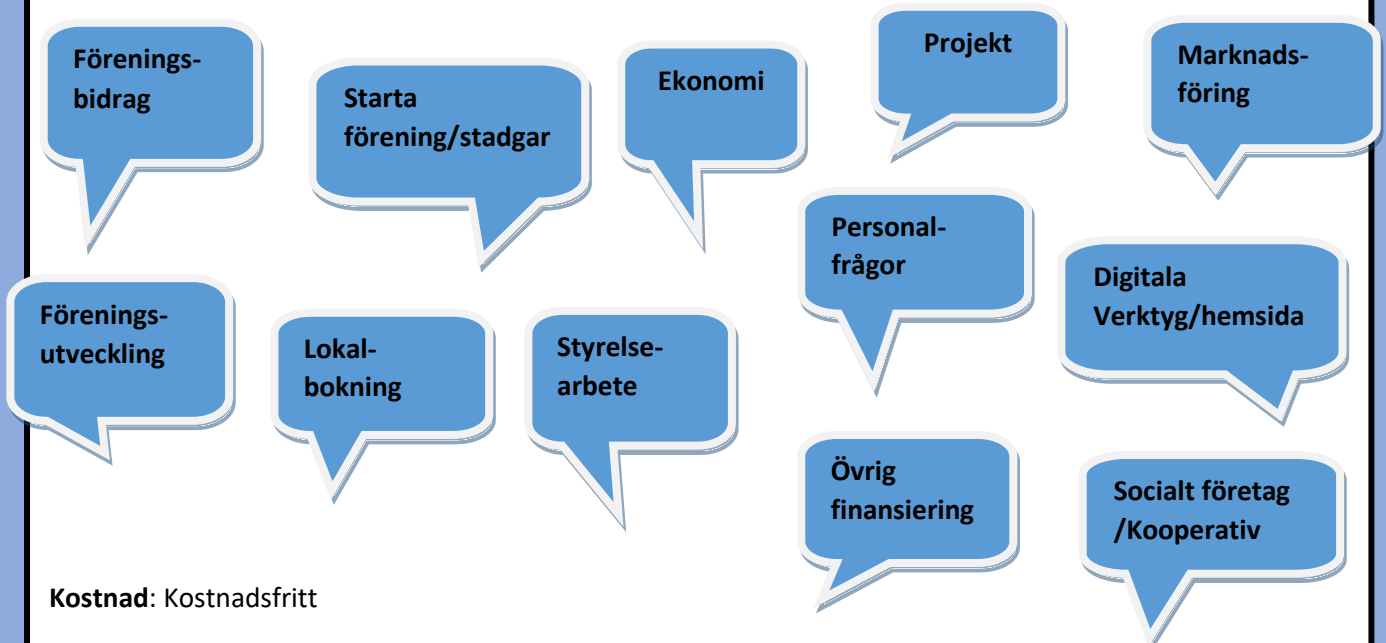 Förenings-
bidrag
Starta
förening/stadgar
Ekonomi
Projekt
Marknads-
föring
Förenings-
utveckling
Lokal-
bokning
Styrelse-
arbete
Personal-
frågor
Digitala
Verktyg/hemsida
Övrig
finansiering
Socialt företag
/Kooperativ
Kostnad: Kostnadsfritt